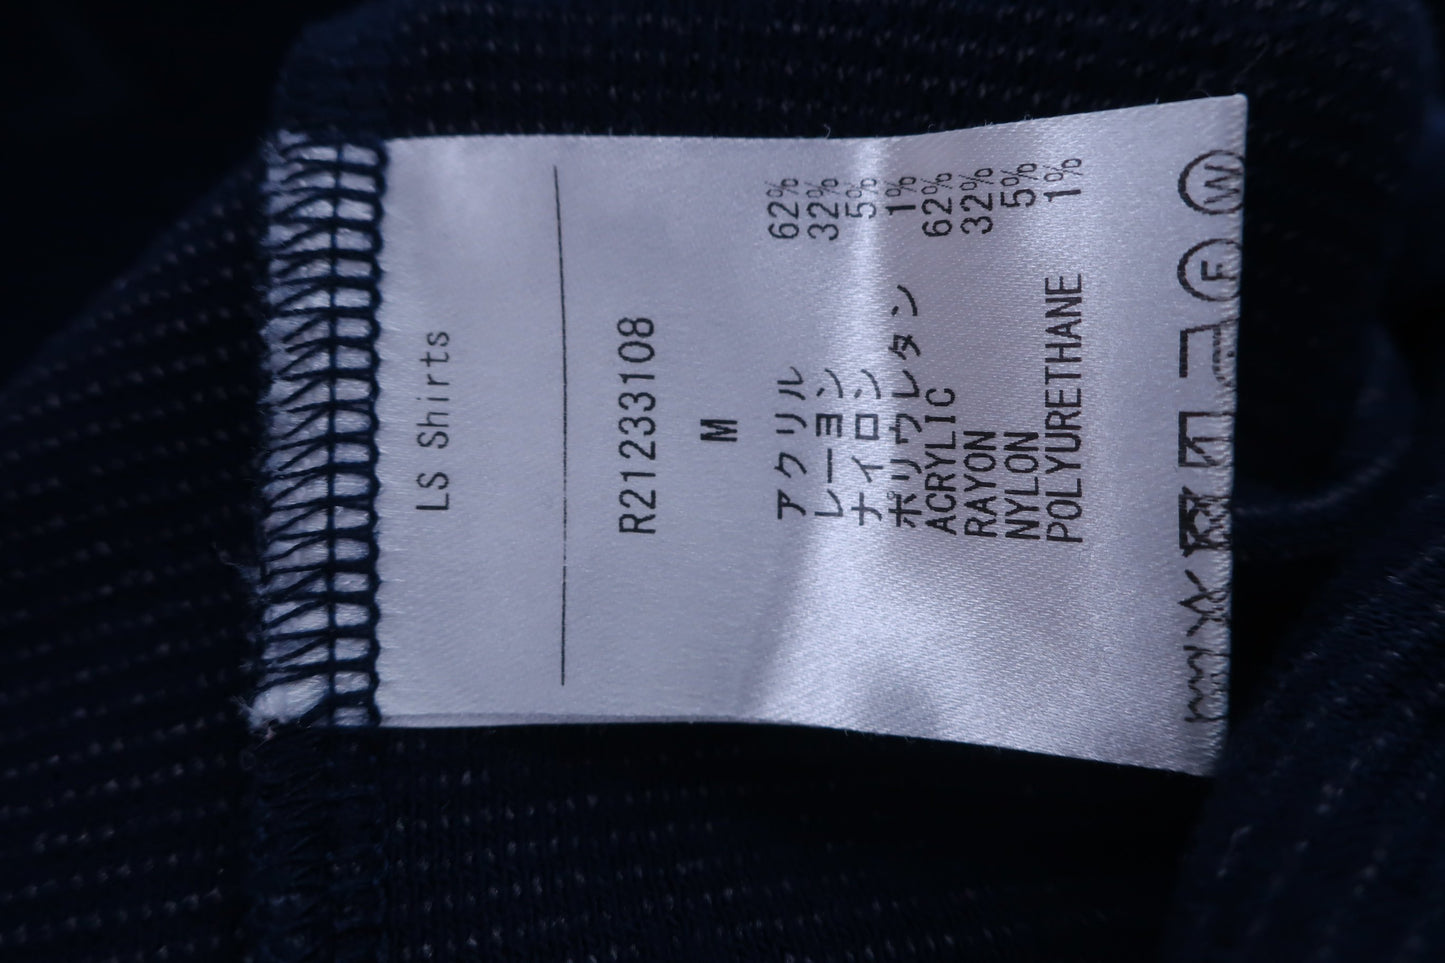 LS Shirts
R21233108
M
アクリル 62%
レーヨン 32%
ナイロン 5%
ポリウレタン 1%
ACRYLIC 62%
RAYON 32%
NYLON 5%
POLYURETHANE 1%
W F